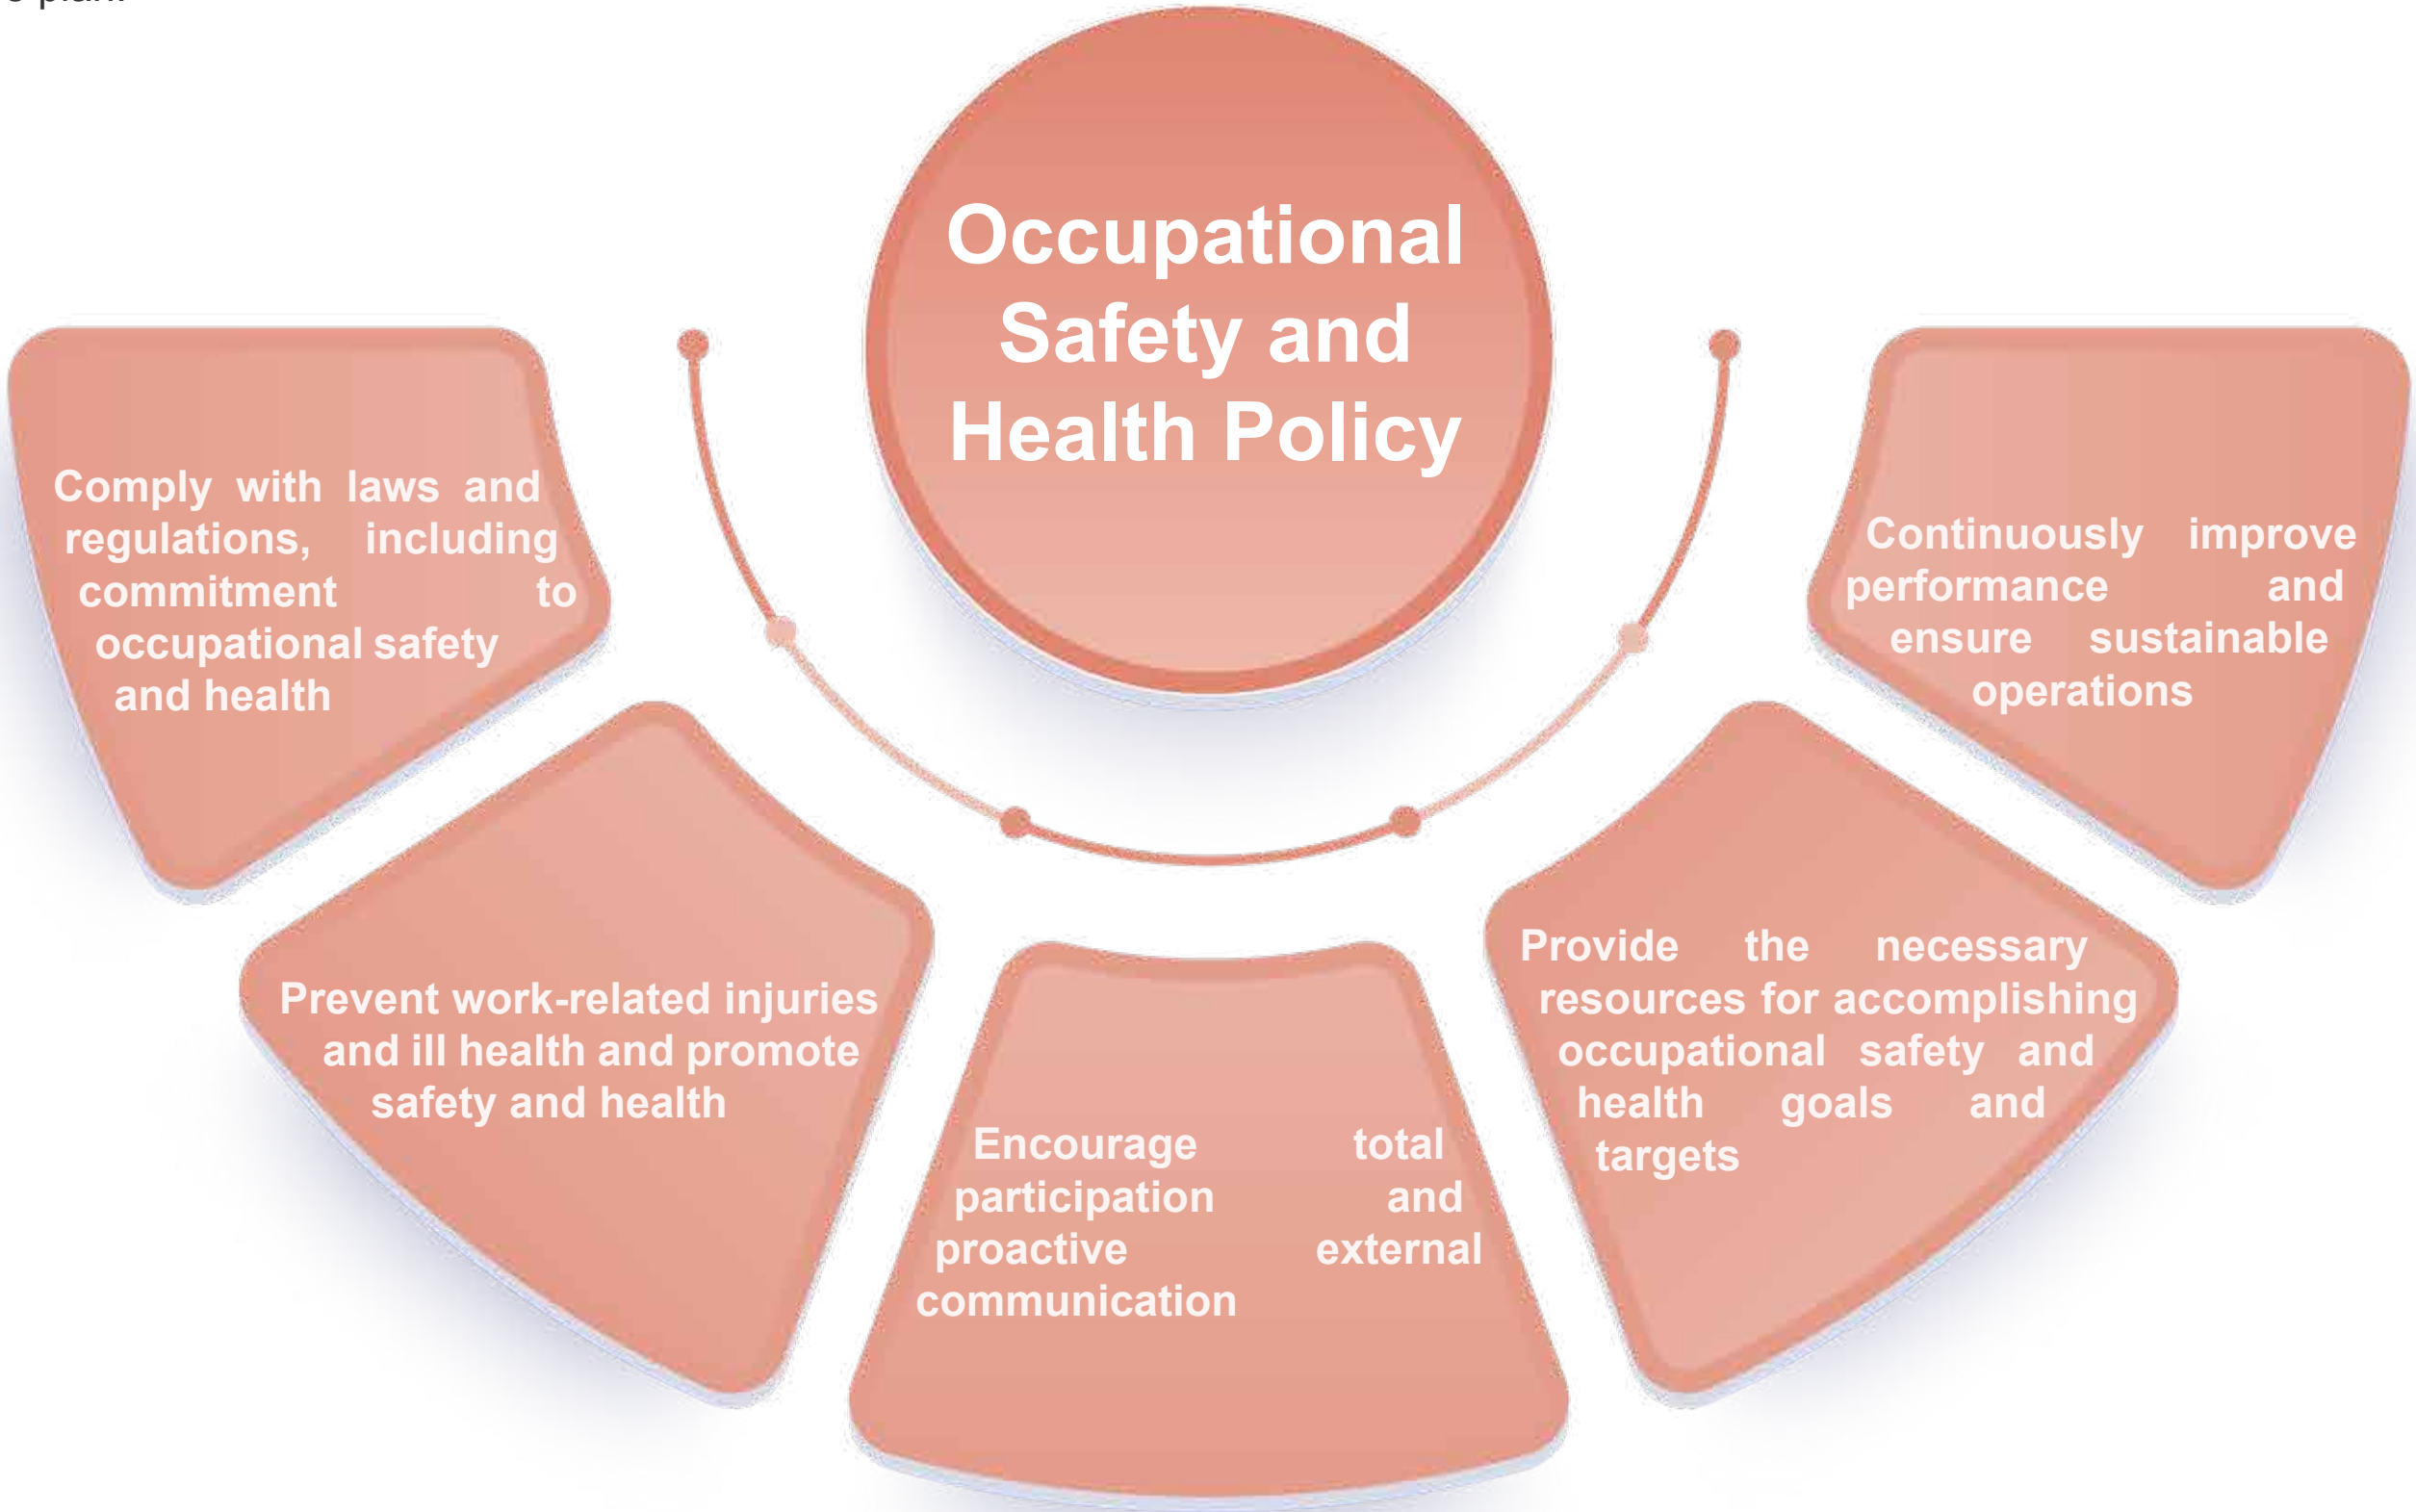 plan.
Occupational
Safety and
Health Policy
Comply with laws and
regulations, including
commitment to
occupational safety
and health
Prevent work-related injuries
and ill health and promote
safety and health
Encourage total
participation and
proactive external
communication
Provide the necessary
resources for accomplishing
occupational safety and
health goals and
targets
Continuously improve
performance and
ensure sustainable
operations